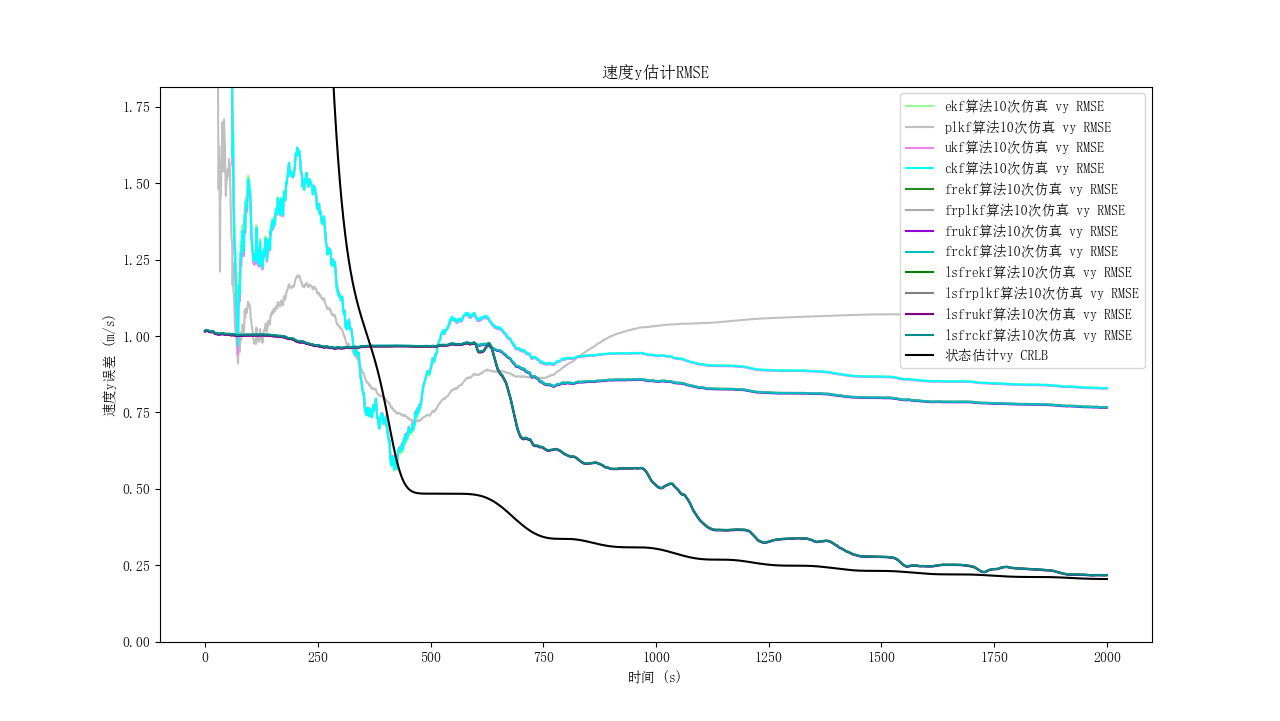 速度y估计RMSE
1.75
1.50
1.25
1.00
0.75
0.50
0.25
0.00
速度y误差 (m/s)
ekf算法10次仿真 vy RMSE
plkf算法10次仿真 vy RMSE
ukf算法10次仿真 vy RMSE
ckf算法10次仿真 vy RMSE
frekf算法10次仿真 vy RMSE
frplkf算法10次仿真 vy RMSE
frukf算法10次仿真 vy RMSE
frckf算法10次仿真 vy RMSE
lsfrekf算法10次仿真 vy RMSE
lsfrplkf算法10次仿真 vy RMSE
lsfrukf算法10次仿真 vy RMSE
lsfrckf算法10次仿真 vy RMSE
状态估计vy CRLB
0 250 500 750 1000 1250 1500 1750 2000
时间 (s)